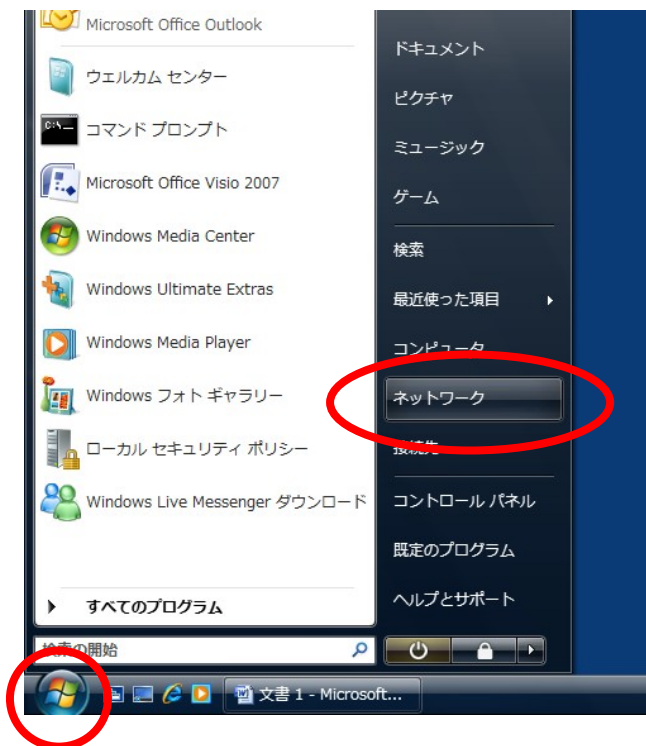 Microsoft Office Outlook
ウェルカム センター
コマンド プロンプト
Microsoft Office Visio 2007
Windows Media Center
Windows Ultimate Extras
Windows Media Player
Windows フォト ギャラリー
ローカル セキュリティ ポリシー
Windows Live Messenger ダウンロード
すべてのプログラム
検索の開始
ドキュメント
ピクチャ
ミュージック
ゲーム
検索
最近使った項目
コンピュータ
ネットワーク
接続先
コントロール パネル
既定のプログラム
ヘルプとサポート
文書 1 - Microsoft...